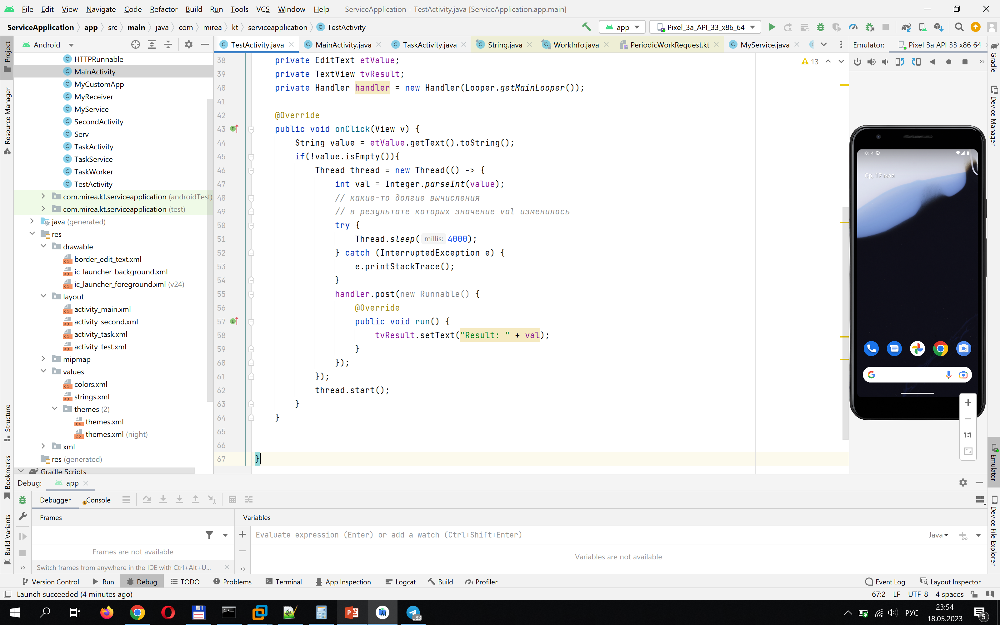 File Edit View Navigate Code Refactor Build Run Tools VCS Window Help ServiceApplication - TestActivity.java [ServiceApplication.app.main]
ServiceApplication app src main java com mirea kt serviceapplication TestActivity app Pixel_3a_API_33_x86_64
Android
TestActivity.java MainActivity.java TaskActivity.java String.java WorkInfo.java PeriodicWorkRequest.kt MyService.java
Emulator: Pixel 3a API 33 x86 64
Project
Resource Manager
Structure
Bookmarks
Build Variants
HTTPRunnable
MainActivity
MyCustomApp
MyReceiver
MyService
SecondActivity
Serv
TaskActivity
TaskService
TaskWorker
TestActivity
com.mirea.kt.serviceapplication (androidTest)
com.mirea.kt.serviceapplication (test)
java (generated)
res
drawable
border_edit_text.xml
ic_launcher_background.xml
ic_launcher_foreground.xml (v24)
layout
activity_main.xml
activity_second.xml
activity_task.xml
activity_test.xml
mipmap
values
colors.xml
strings.xml
themes (2)
themes.xml
themes.xml (night)
xml
res (generated)
Gradle Scripts
13
38 private EditText etValue;
39 private TextView tvResult;
40 private Handler handler = new Handler(Looper.getMainLooper());
41
42 @Override
43 public void onClick(View v) {
44 String value = etValue.getText().toString();
45 if(!value.isEmpty()){
46 Thread thread = new Thread(() -> {
47 int val = Integer.parseInt(value);
48 // какие-то долгие вычисления
49 // в результате которых значение val изменилось
50 try {
51 Thread.sleep( millis: 4000);
52 } catch (InterruptedException e) {
53 e.printStackTrace();
54 }
55 handler.post(new Runnable() {
56 @Override
57 public void run() {
58 tvResult.setText("Result: " + val);
59 }
60 });
61 });
62 thread.start();
63 }
64 }
65
66
67 }
10:14
Ср, 17 мая
1:1
Gradle
Device Manager
Emulator
Device File Explorer
Debug: app
Debugger Console
Frames
Variables
Evaluate expression (Enter) or add a watch (Ctrl+Shift+Enter)
Java
Frames are not available
Variables are not available
Switch frames from anywhere in the IDE with Ctrl+Alt+U...
Version Control Run Debug TODO Problems Terminal App Inspection Logcat Build Profiler Event Log Layout Inspector
Launch succeeded (4 minutes ago)
67:2 LF UTF-8 4 spaces
..83
РУС
23:54
18.05.2023
5